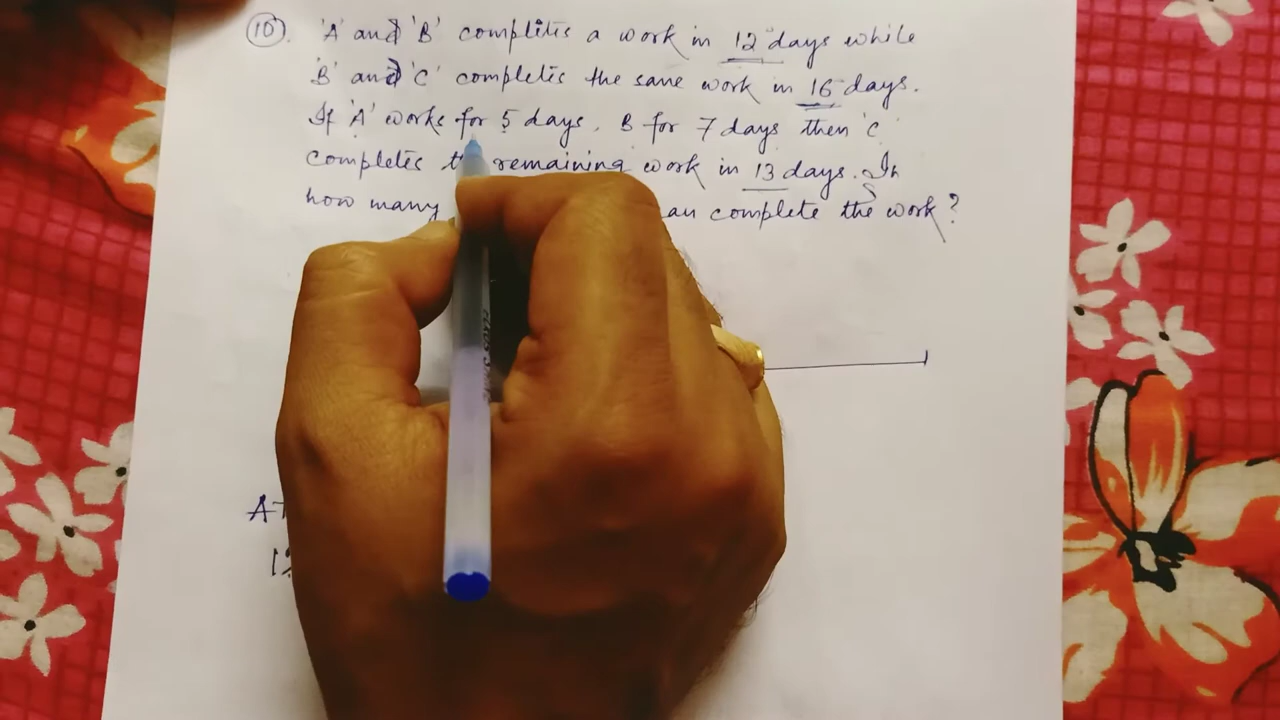 10. 'A' and 'B' completes a work in 12 days while
'B' and 'C' completes the same work in 16 days.
If 'A' works for 5 days, B for 7 days then 'C'
completes remaining work in 13 days. In
how many complete the work?